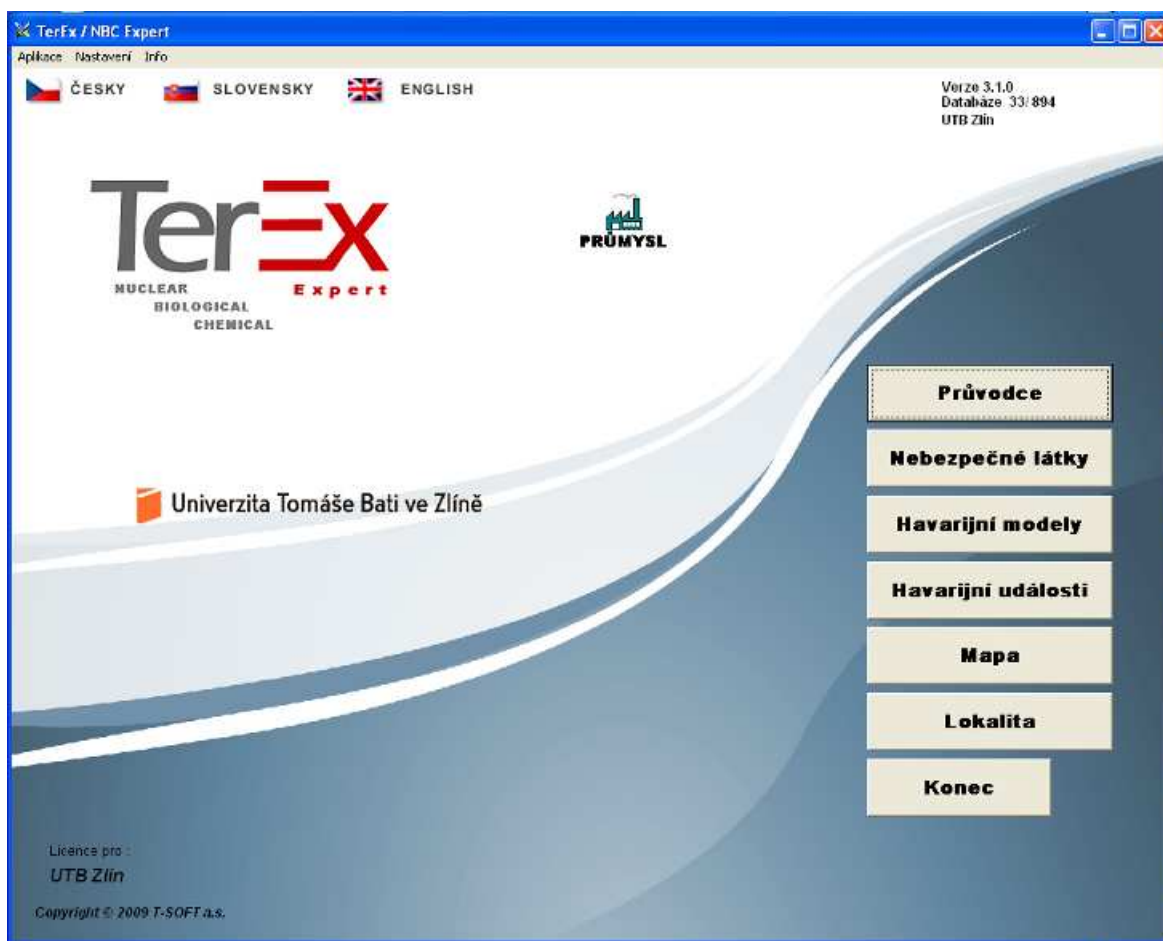 TerEx / NBC Expert
Aplikace Nastavení Info
ČESKY SLOVENSKY ENGLISH
Verze 3.1.0
Databáze 33/894
UTB Zlín
TerEx
NUCLEAR Expert
BIOLOGICAL
CHEMICAL
PRŮMYSL
Průvodce
Nebezpečné látky
Havarijní modely
Univerzita Tomáše Bati ve Zlíně
Havarijní události
Mapa
Lokalita
Konec
Licence pro :
UTB Zlín
Copyright © 2009 T-SOFT a.s.